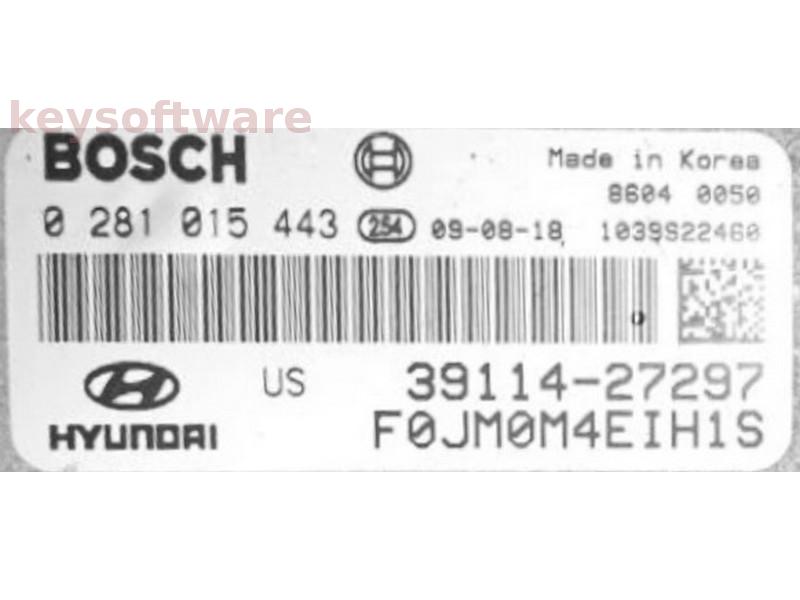 keysoftware
BOSCH
Made in Korea
8604 0050
0 281 015 443 254 09-08-18 1039S22460
US 39114-27297
HYUNDAI F0JM0M4EIH1S